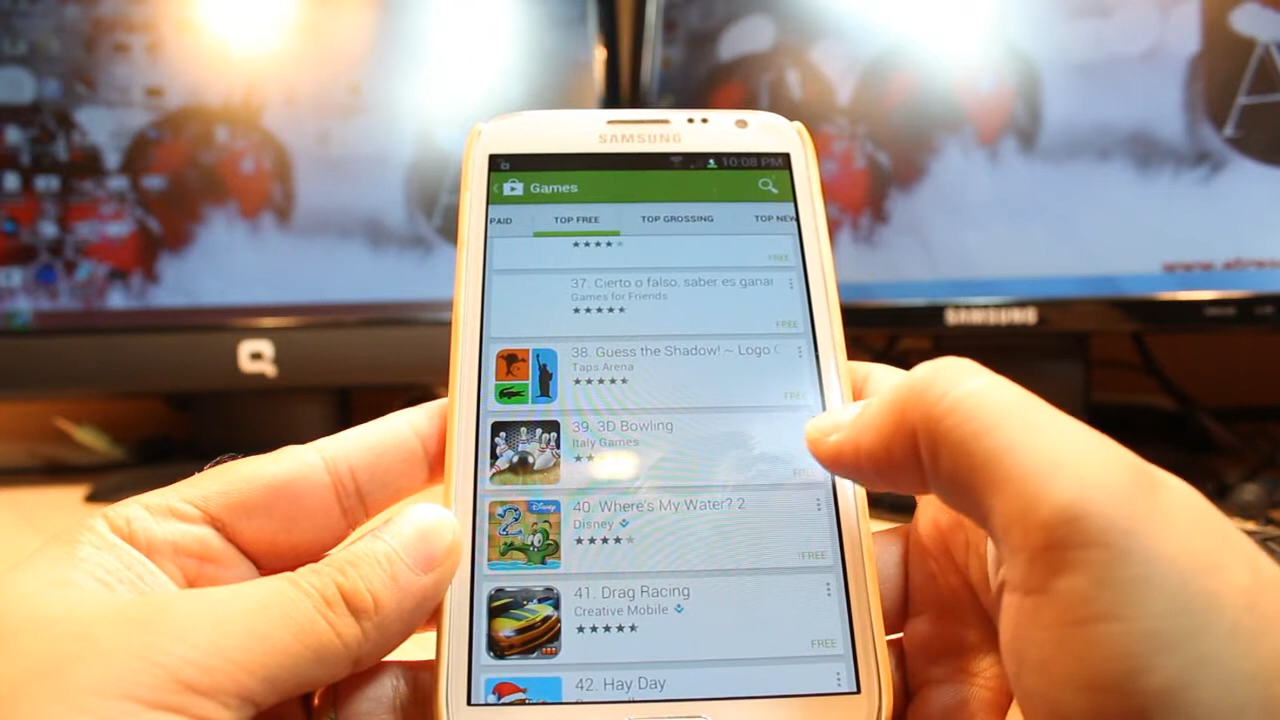 SAMSUNG
10:08 PM
Games
PAID
TOP FREE
TOP GROSSING
TOP NEW
FREE
37. Cierto o falso, saber es ganar
Games for Friends
FREE
38. Guess the Shadow! ~ Logo
Taps Arena
FREE
39. 3D Bowling
Italy Games
FREE
Disney
2
40. Where's My Water? 2
Disney
FREE
41. Drag Racing
Creative Mobile
FREE
42. Hay Day
SAMSUNG